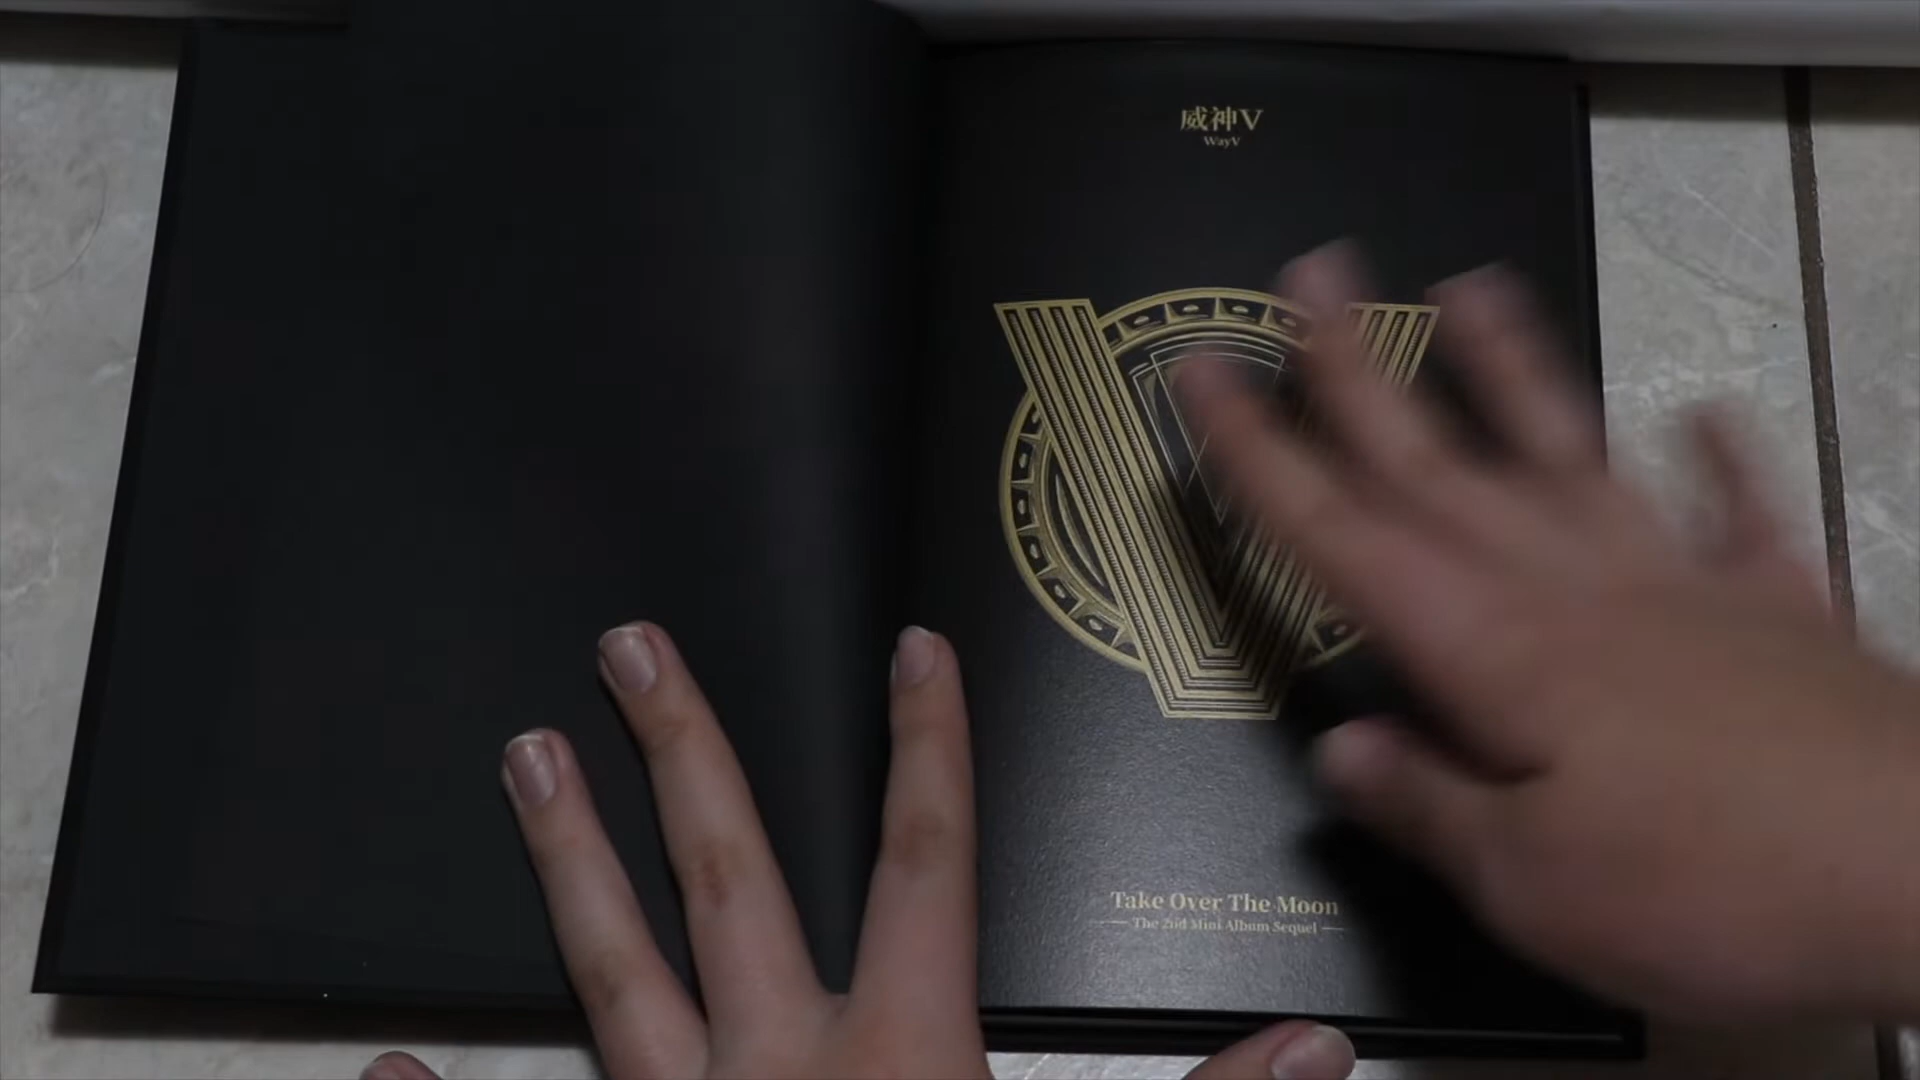 威神V
WayV
Take Over The Moon
The 2nd Mini Album Sequel